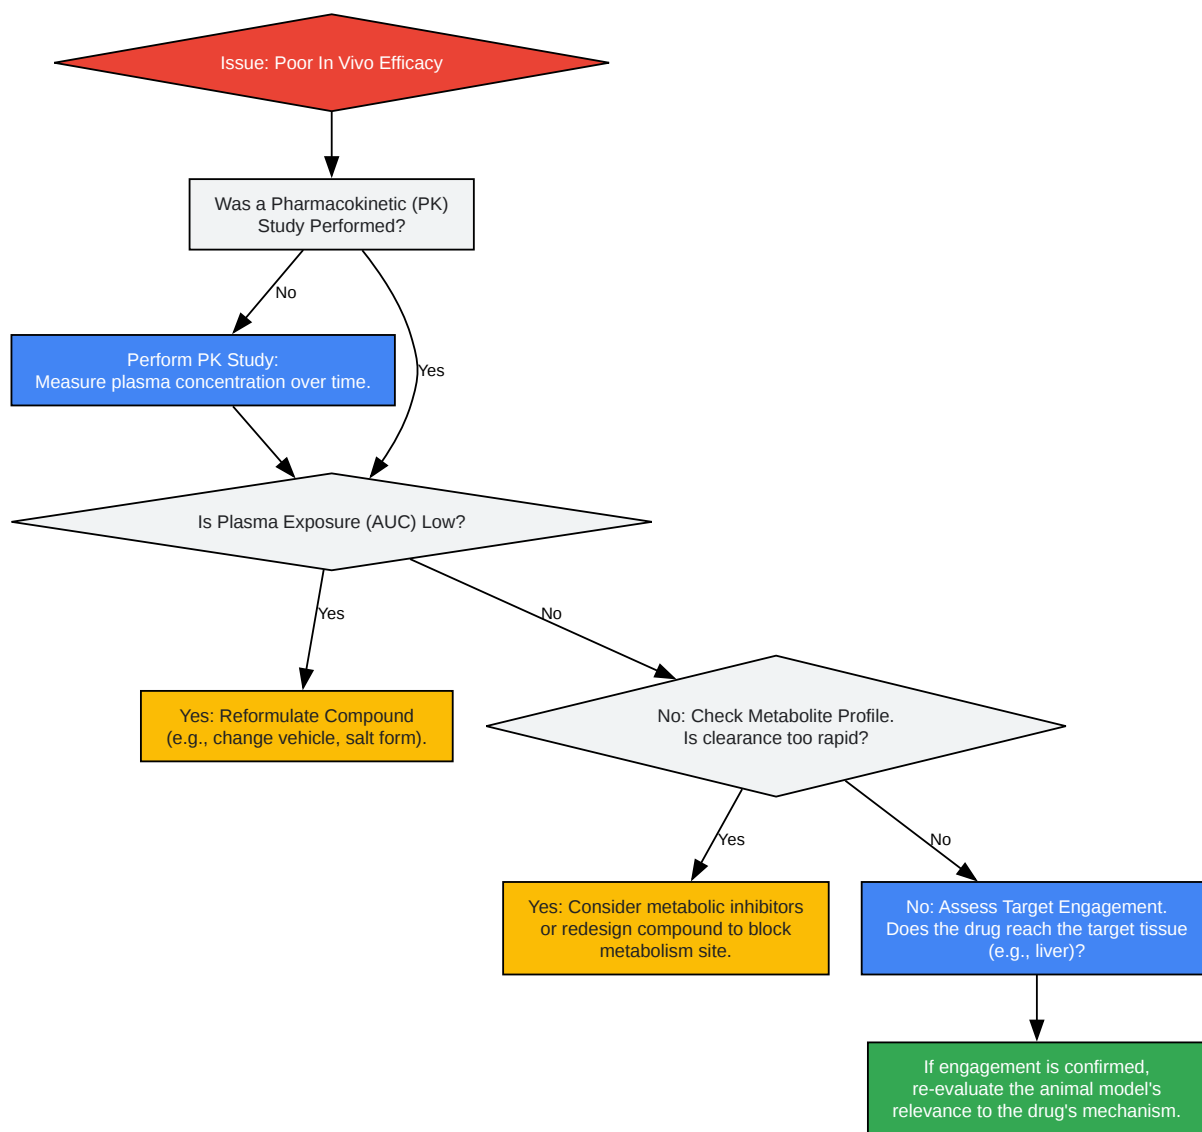 Issue: Poor In Vivo Efficacy
Was a Pharmacokinetic (PK)
Study Performed?
No
Perform PK Study:
Measure plasma concentration over time.
Yes
Is Plasma Exposure (AUC) Low?
Yes
No
Yes: Reformulate Compound
(e.g., change vehicle, salt form).
No: Check Metabolite Profile.
Is clearance too rapid?
Yes
No
Yes: Consider metabolic inhibitors
or redesign compound to block
metabolism site.
No: Assess Target Engagement.
Does the drug reach the target tissue
(e.g., liver)?
If engagement is confirmed,
re-evaluate the animal model's
relevance to the drug's mechanism.